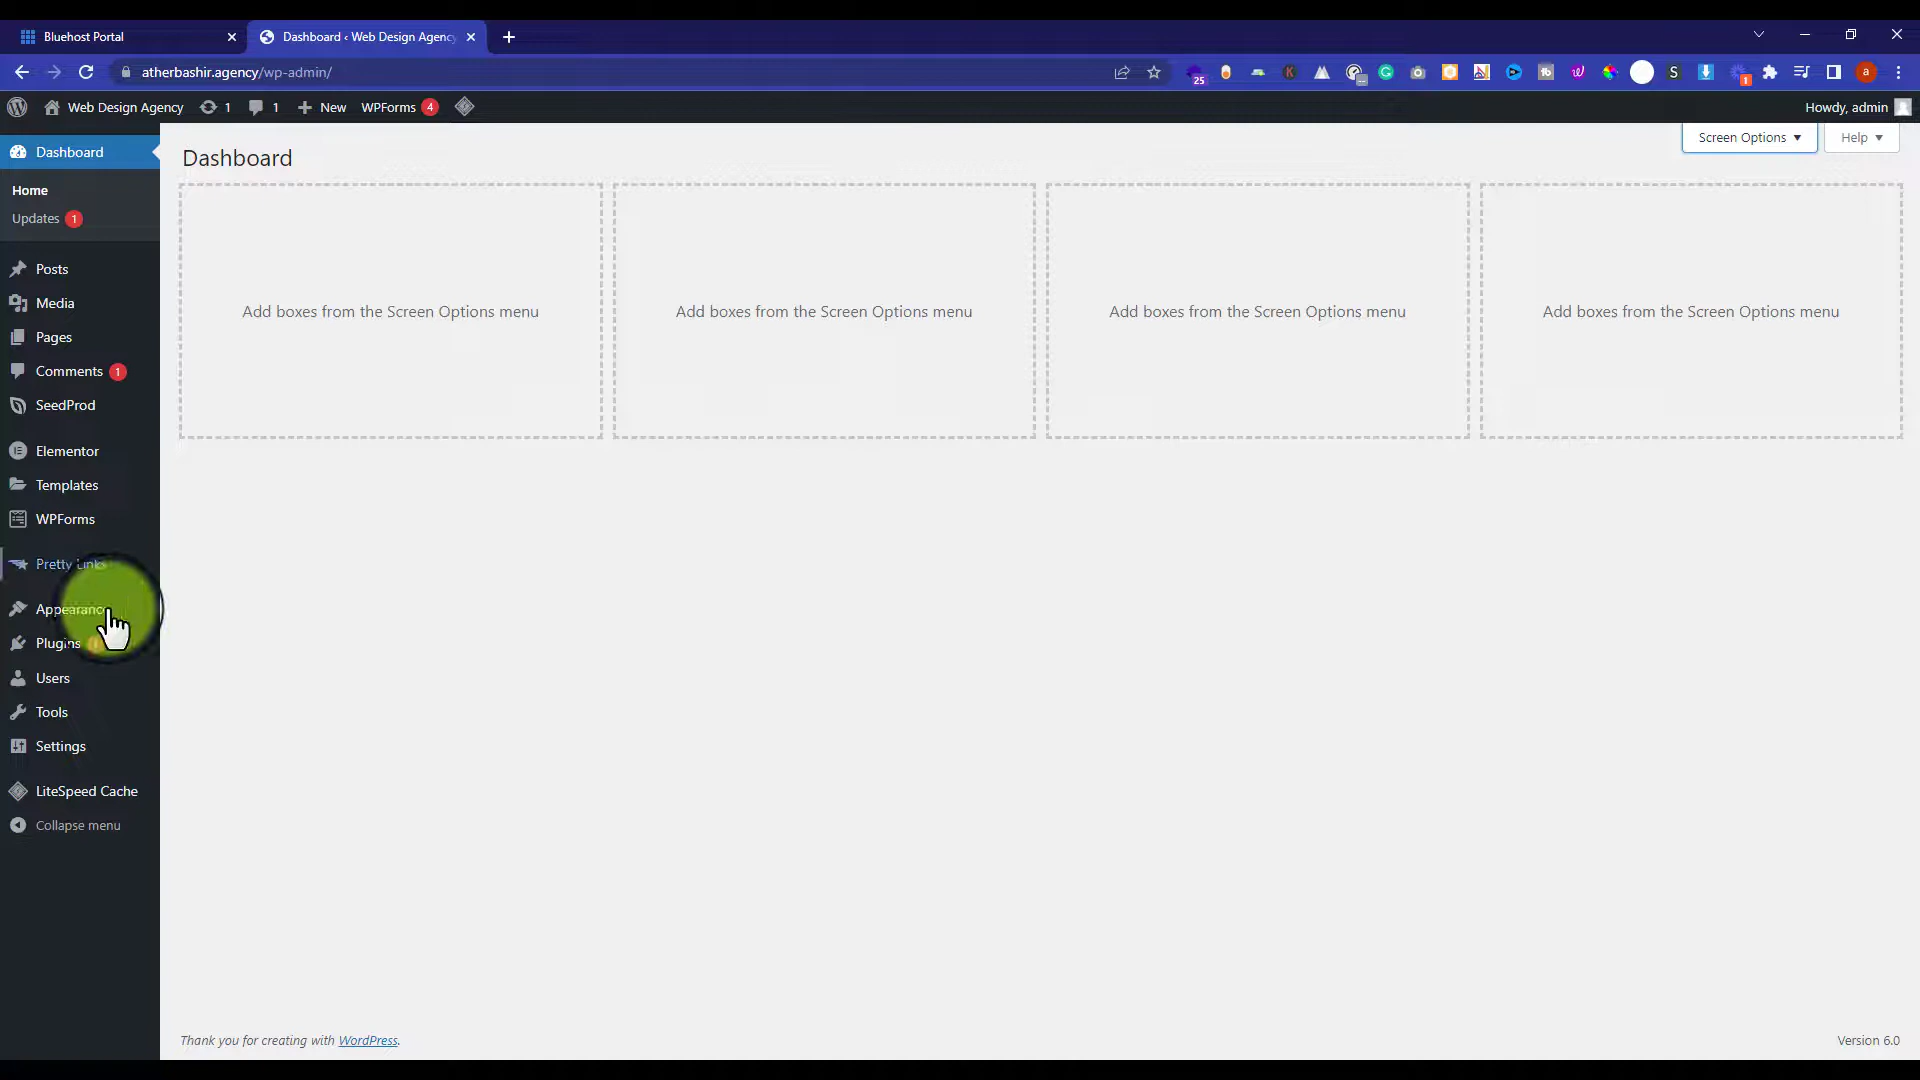 Bluehost Portal
Dashboard ‹ Web Design Agency
atherbashir.agency/wp-admin/
25
K
S
1
a
Web Design Agency
1
1
New
WPForms 4
Howdy, admin
Dashboard
Home
Updates 1
Posts
Media
Pages
Comments 1
SeedProd
Elementor
Templates
WPForms
Pretty Links
Appearance
Plugins
Users
Tools
Settings
LiteSpeed Cache
Collapse menu
Screen Options
Help
Dashboard
Add boxes from the Screen Options menu
Add boxes from the Screen Options menu
Add boxes from the Screen Options menu
Add boxes from the Screen Options menu
Thank you for creating with WordPress.
Version 6.0